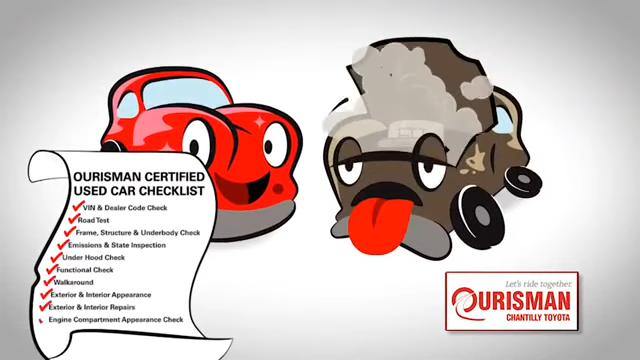 OURISMAN CERTIFIED
USED CAR CHECKLIST
VIN & Dealer Code Check
Road Test
Frame, Structure & Underbody Check
Emissions & State Inspection
Under Hood Check
Functional Check
Walkaround
Exterior & Interior Appearance
Exterior & Interior Repairs
Engine Compartment Appearance Check
Let's ride together.
OURISMAN
CHANTILLY TOYOTA